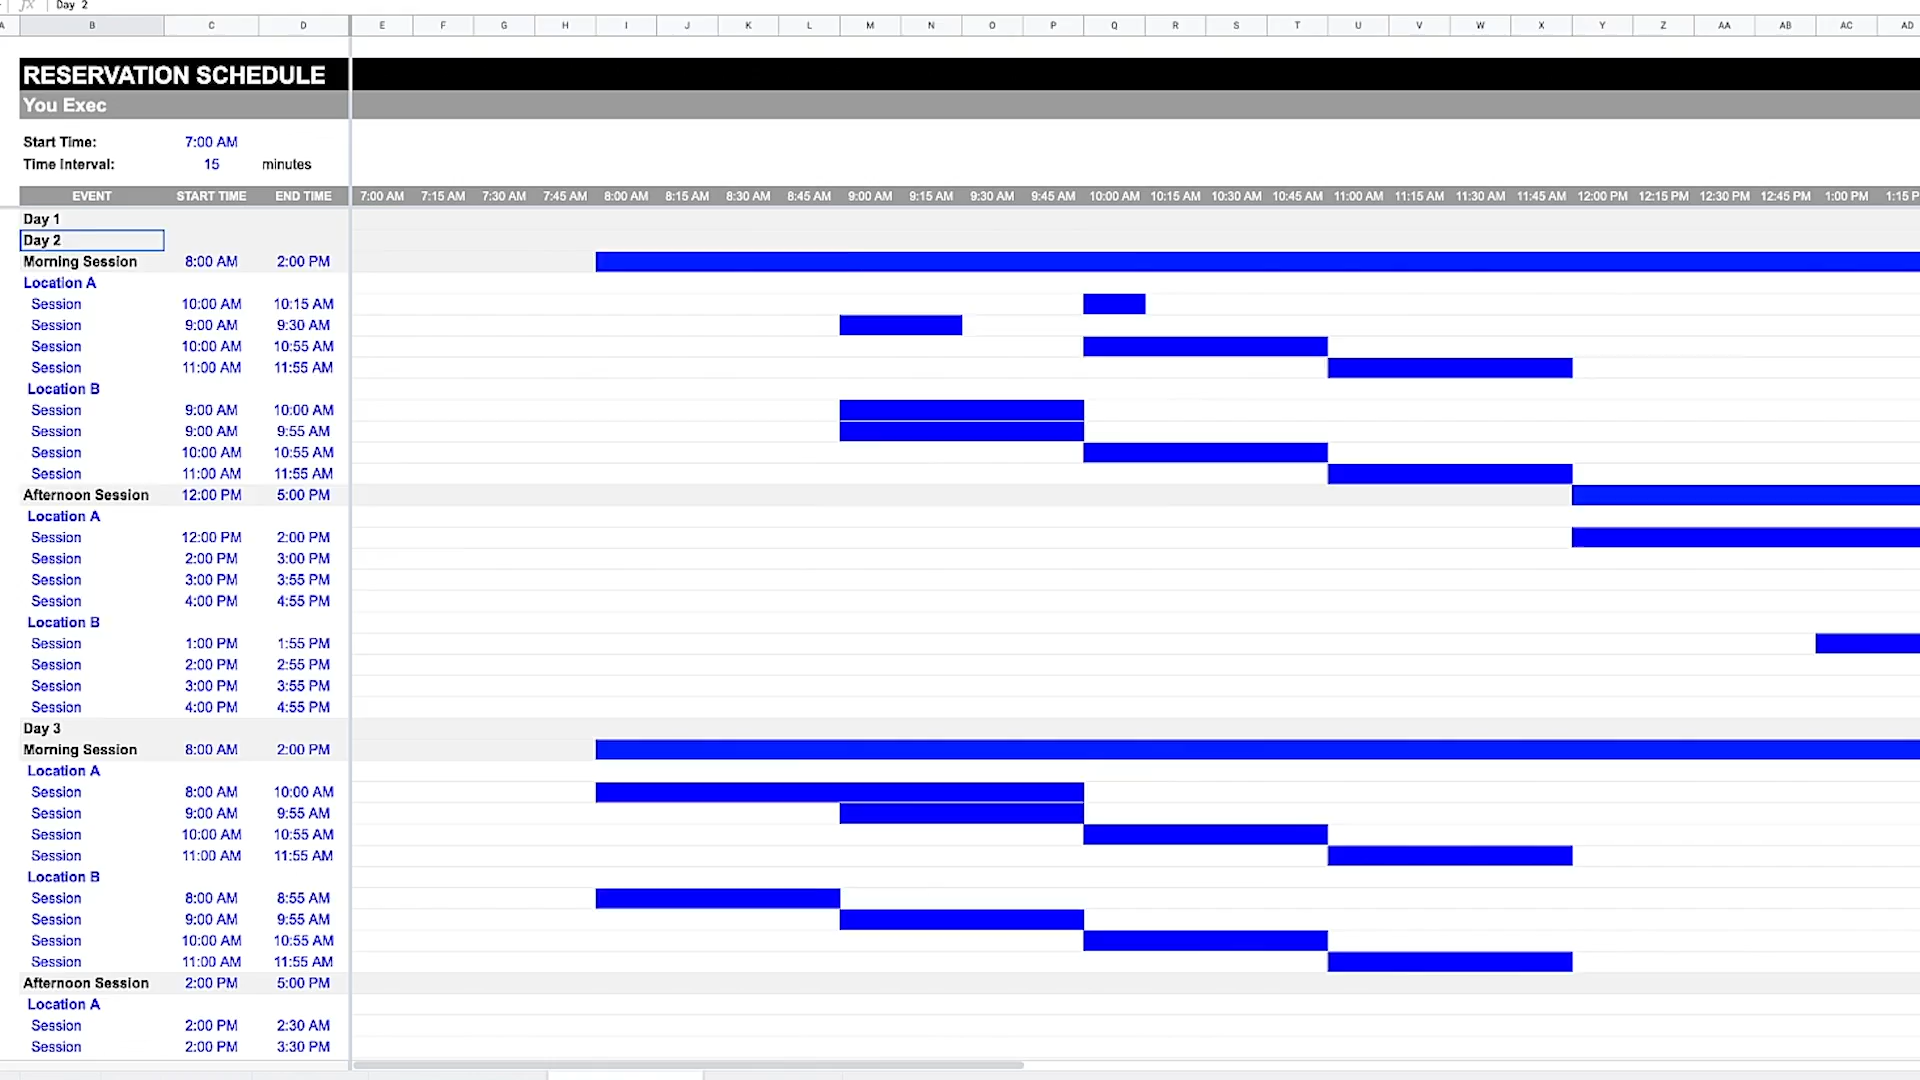 fx Day 2
A B C D E F G H I J K L M N O P Q R S T U V W X Y Z AA AB AC AD
RESERVATION SCHEDULE
You Exec
Start Time: 7:00 AM
Time Interval: 15 minutes
EVENT START TIME END TIME 7:00 AM 7:15 AM 7:30 AM 7:45 AM 8:00 AM 8:15 AM 8:30 AM 8:45 AM 9:00 AM 9:15 AM 9:30 AM 9:45 AM 10:00 AM 10:15 AM 10:30 AM 10:45 AM 11:00 AM 11:15 AM 11:30 AM 11:45 AM 12:00 PM 12:15 PM 12:30 PM 12:45 PM 1:00 PM 1:15 P
Day 1
Day 2
Morning Session 8:00 AM 2:00 PM
Location A
Session 10:00 AM 10:15 AM
Session 9:00 AM 9:30 AM
Session 10:00 AM 10:55 AM
Session 11:00 AM 11:55 AM
Location B
Session 9:00 AM 10:00 AM
Session 9:00 AM 9:55 AM
Session 10:00 AM 10:55 AM
Session 11:00 AM 11:55 AM
Afternoon Session 12:00 PM 5:00 PM
Location A
Session 12:00 PM 2:00 PM
Session 2:00 PM 3:00 PM
Session 3:00 PM 3:55 PM
Session 4:00 PM 4:55 PM
Location B
Session 1:00 PM 1:55 PM
Session 2:00 PM 2:55 PM
Session 3:00 PM 3:55 PM
Session 4:00 PM 4:55 PM
Day 3
Morning Session 8:00 AM 2:00 PM
Location A
Session 8:00 AM 10:00 AM
Session 9:00 AM 9:55 AM
Session 10:00 AM 10:55 AM
Session 11:00 AM 11:55 AM
Location B
Session 8:00 AM 8:55 AM
Session 9:00 AM 9:55 AM
Session 10:00 AM 10:55 AM
Session 11:00 AM 11:55 AM
Afternoon Session 2:00 PM 5:00 PM
Location A
Session 2:00 PM 2:30 AM
Session 2:00 PM 3:30 PM